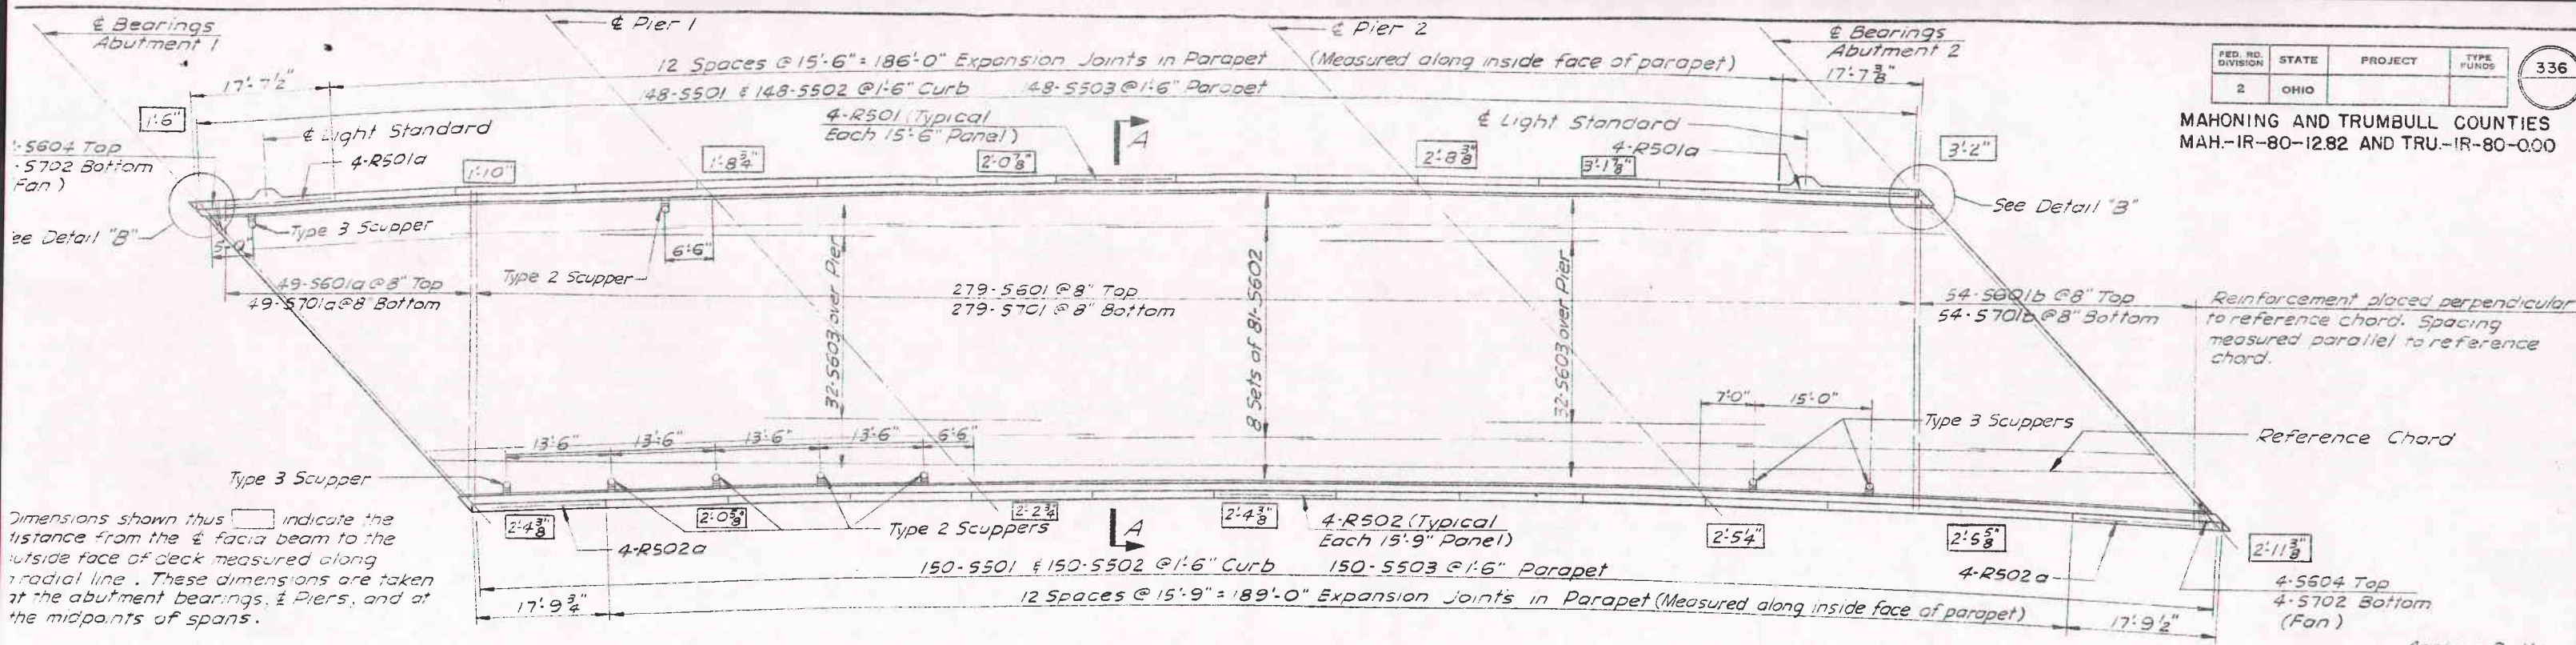 ℄ Bearings
Abutment 1
℄ Pier 1
℄ Pier 2
℄ Bearings
Abutment 2
12 Spaces @ 15'-6" = 186'-0" Expansion Joints in Parapet (Measured along inside face of parapet)
17'-7½"
17'-7⅜"
148-S501 & 148-S502 @ 1'-6" Curb 148-S503 @ 1'-6" Parapet
FED. RD. DIVISION
STATE
PROJECT
TYPE FUNDS
2
OHIO
336
MAHONING AND TRUMBULL COUNTIES
MAH.-IR-80-12.82 AND TRU.-IR-80-0.00
1'-6"
℄ Light Standard
4-R501a
4-R501 (Typical
Each 15'-6" Panel)
A
℄ Light Standard
4-R501a
3'-2"
-S604 Top
-S702 Bottom
Fan)
1'-10"
1'-8¾"
2'-0⅞"
2'-8⅜"
3'-1⅞"
ee Detail "B"
Type 3 Scupper
5'-0"
Type 2 Scupper
6'-6"
See Detail "B"
49-S601a @ 8" Top
49-S701a @ 8" Bottom
32-S603 over Pier
279-S601 @ 8" Top
279-S701 @ 8" Bottom
8 Sets of 81-S602
32-S603 over Pier
54-S601b @ 8" Top
54-S701b @ 8" Bottom
Reinforcement placed perpendicular
to reference chord. Spacing
measured parallel to reference
chord.
13'-6"
13'-6"
13'-6"
13'-6"
6'-6"
7'-0"
15'-0"
Type 3 Scuppers
Reference Chord
Type 3 Scupper
Type 2 Scuppers
Dimensions shown thus indicate the
distance from the ℄ facia beam to the
outside face of deck measured along
radial line. These dimensions are taken
at the abutment bearings, ℄ Piers, and at
the midpoints of spans.
2'-4⅜"
2'-0⅝"
2'-2¾"
2'-4⅜"
2'-5¼"
2'-5⅝"
2'-11⅜"
4-R502a
A
4-R502 (Typical
Each 15'-9" Panel)
4-R502a
150-S501 & 150-S502 @ 1'-6" Curb 150-S503 @ 1'-6" Parapet
17'-9¾"
12 Spaces @ 15'-9" = 189'-0" Expansion Joints in Parapet (Measured along inside face of parapet)
17'-9½"
4-S604 Top
4-S702 Bottom
(Fan)